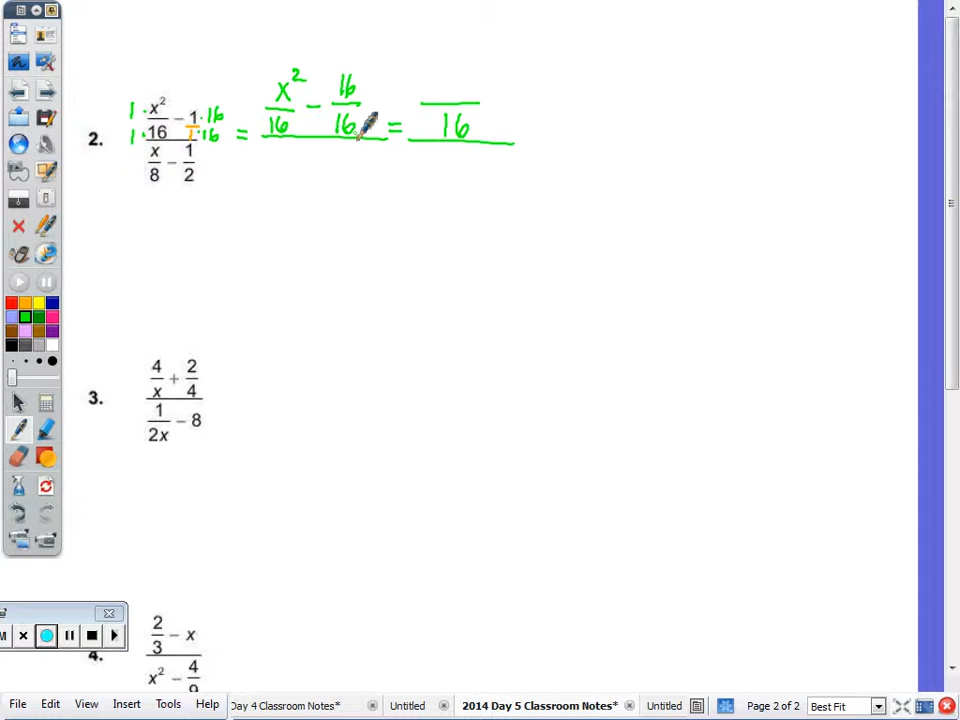 2. 1 · x²/16 − 1/1 · 16 = x²/16 − 16/16 = /16
1 · · 16
x/8 − 1/2
3. 4/x + 2/4
1/2x − 8
2/3 − x
4.
x² − 4/9
File Edit View Insert Tools Help Day 4 Classroom Notes* Untitled 2014 Day 5 Classroom Notes* Untitled Page 2 of 2 Best Fit